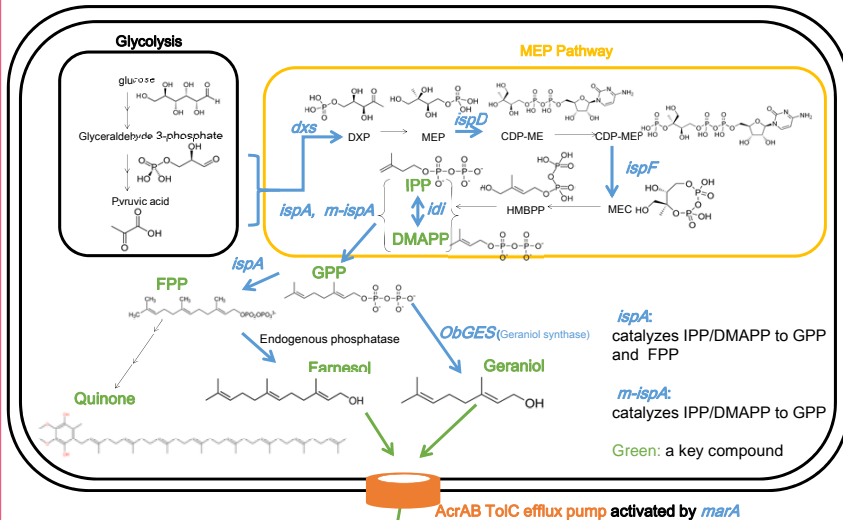 Glycolysis
MEP Pathway
glucose
Glyceraldehyde 3-phosphate
Pyruvic acid
dxs
DXP
MEP
ispD
CDP-ME
CDP-MEP
ispF
IPP
idi
DMAPP
HMBPP
MEC
ispA, m-ispA
ispA
GPP
FPP
Endogenous phosphatase
ObGES(Geraniol synthase)
Farnesol
Geraniol
Quinone
ispA:
catalyzes IPP/DMAPP to GPP
and FPP
m-ispA:
catalyzes IPP/DMAPP to GPP
Green: a key compound
AcrAB TolC efflux pump activated by marA